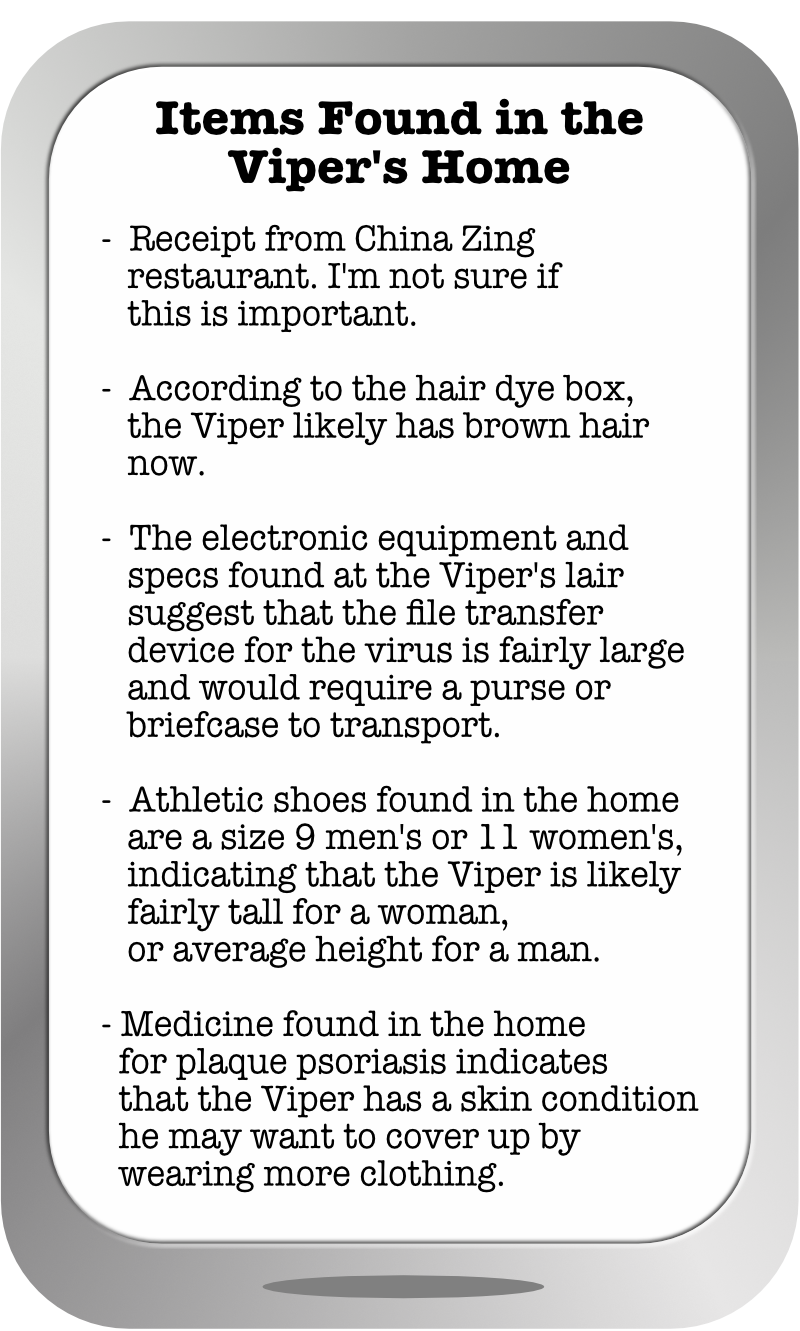 Items Found in the
Viper's Home
- Receipt from China Zing
restaurant. I'm not sure if
this is important.
- According to the hair dye box,
the Viper likely has brown hair
now.
- The electronic equipment and
specs found at the Viper's lair
suggest that the file transfer
device for the virus is fairly large
and would require a purse or
briefcase to transport.
- Athletic shoes found in the home
are a size 9 men's or 11 women's,
indicating that the Viper is likely
fairly tall for a woman,
or average height for a man.
- Medicine found in the home
for plaque psoriasis indicates
that the Viper has a skin condition
he may want to cover up by
wearing more clothing.